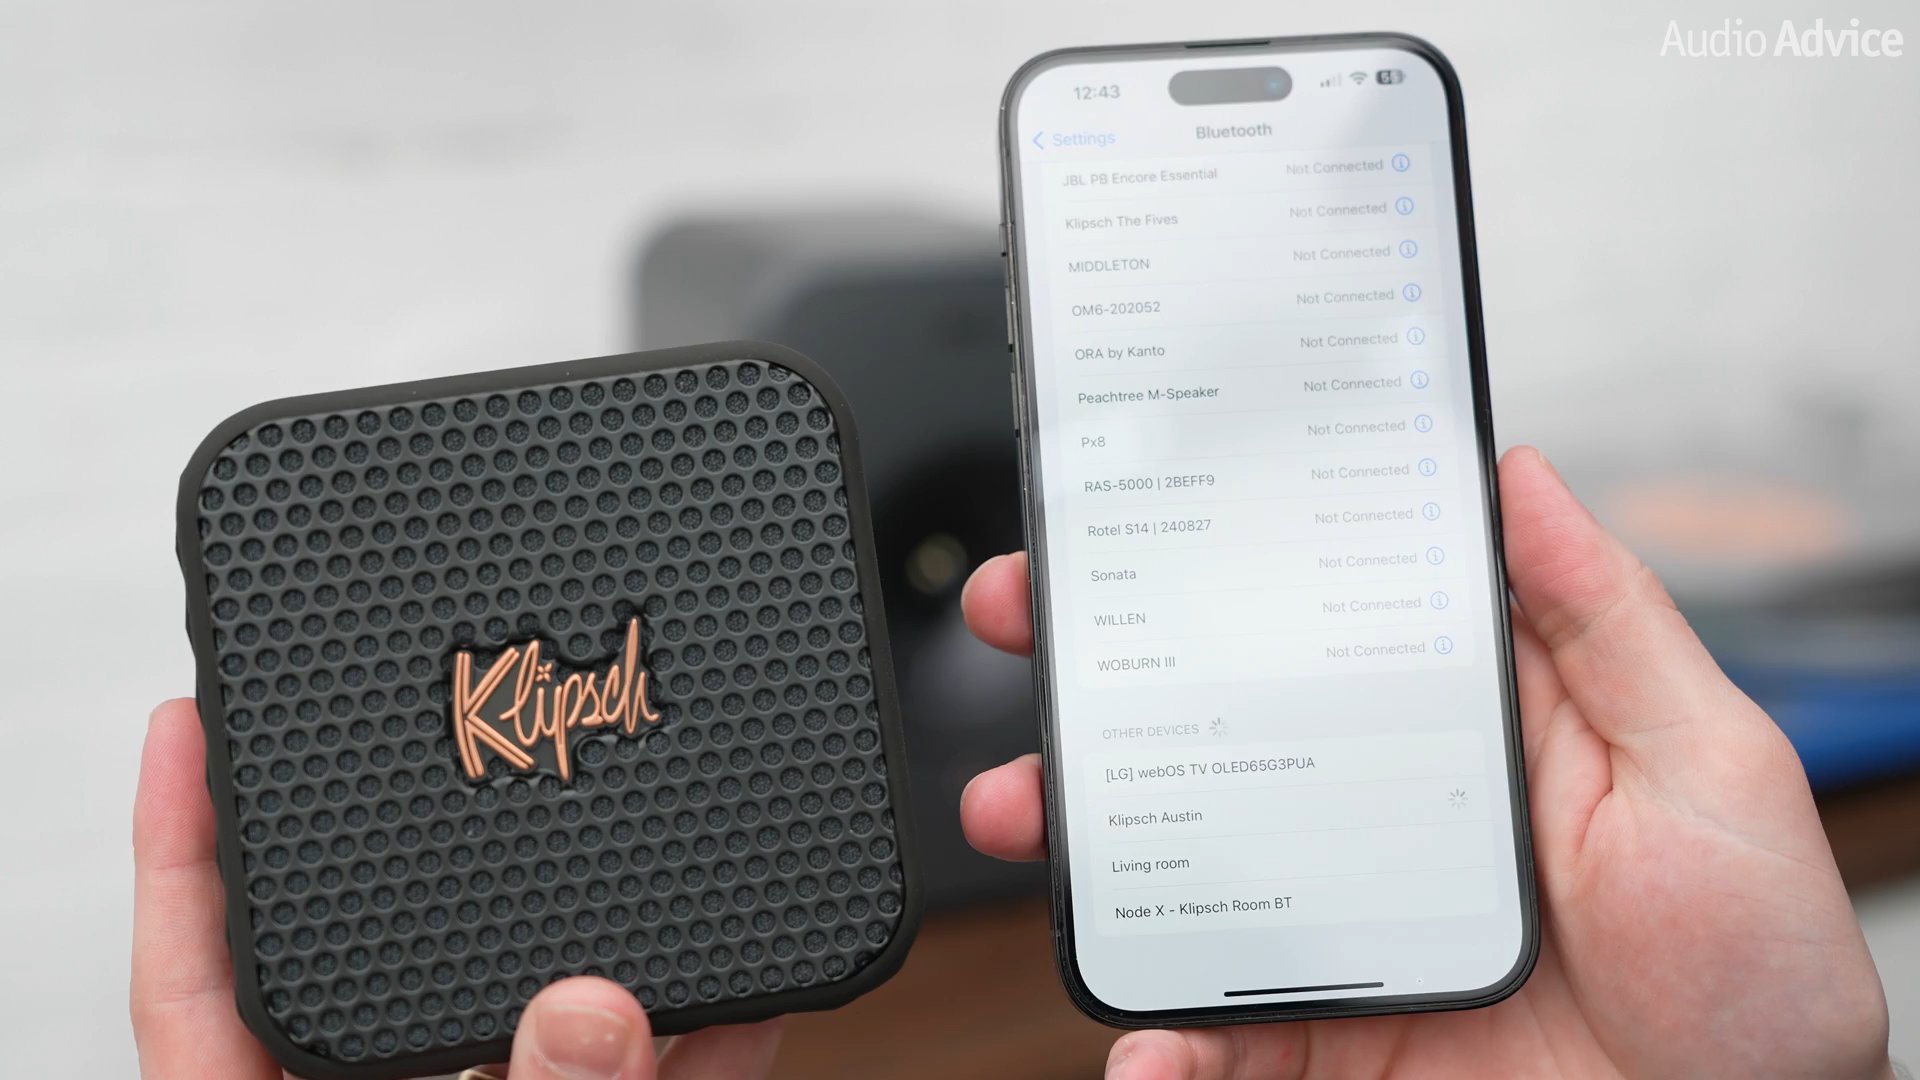 Audio Advice
Klipsch
12:43
55
Settings
Bluetooth
JBL PB Encore Essential Not Connected
Klipsch The Fives Not Connected
MIDDLETON Not Connected
OM6-202052 Not Connected
ORA by Kanto Not Connected
Peachtree M-Speaker Not Connected
Px8 Not Connected
RAS-5000 | 2BEFF9 Not Connected
Rotel S14 | 240827 Not Connected
Sonata Not Connected
WILLEN Not Connected
WOBURN III Not Connected
OTHER DEVICES
[LG] webOS TV OLED65G3PUA
Klipsch Austin
Living room
Node X - Klipsch Room BT